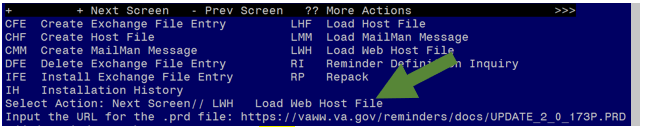 + + Next Screen - Prev Screen ?? More Actions >>>
CFE Create Exchange File Entry LHF Load Host File
CHF Create Host File LMM Load MailMan Message
CMM Create MailMan Message LWH Load Web Host File
DFE Delete Exchange File Entry RI Reminder Definition Inquiry
IFE Install Exchange File Entry RP Repack
IH Installation History
Select Action: Next Screen// LWH Load Web Host File
Input the URL for the .prd file: https://vaww.va.gov/reminders/docs/UPDATE_2_0_173P.PRD